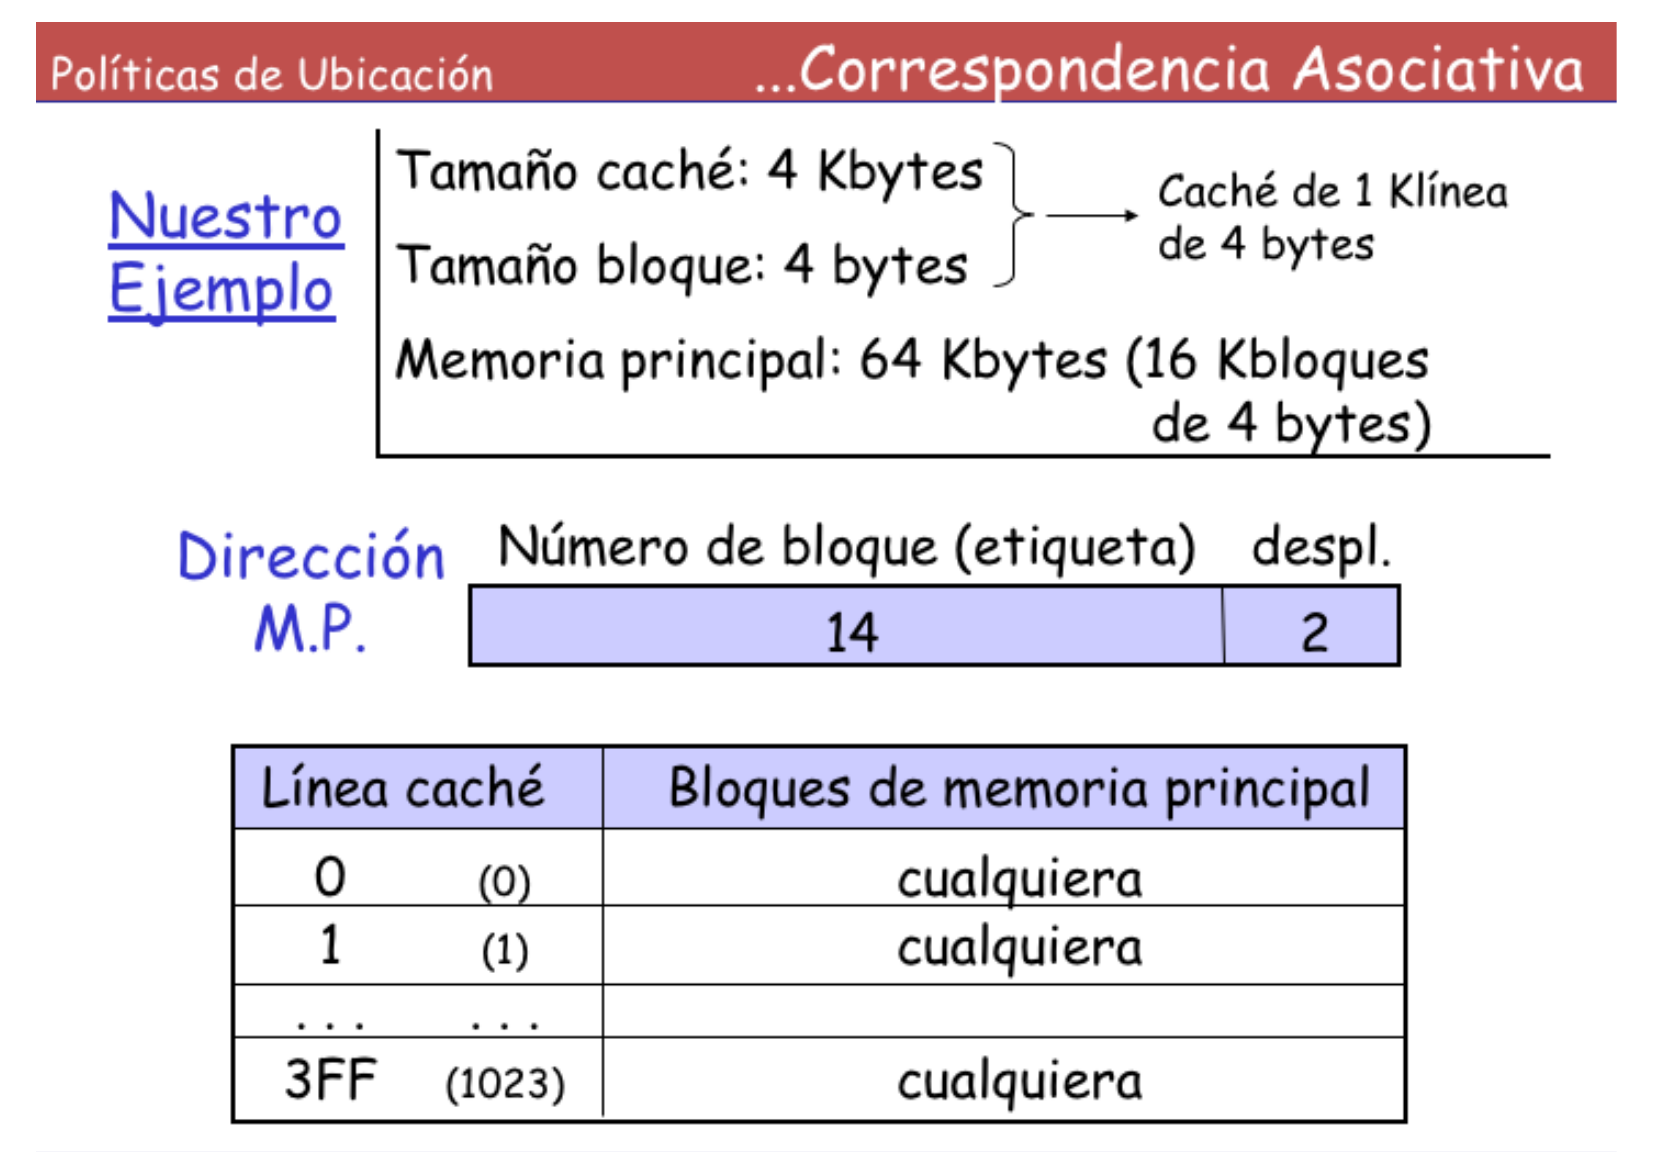 Políticas de Ubicación ...Correspondencia Asociativa
Nuestro
Ejemplo
Tamaño caché: 4 Kbytes
Tamaño bloque: 4 bytes
Caché de 1 Klínea
de 4 bytes
Memoria principal: 64 Kbytes (16 Kbloques
de 4 bytes)
Dirección
M.P.
Número de bloque (etiqueta) despl.
14 2
Línea caché Bloques de memoria principal
0 (0) cualquiera
1 (1) cualquiera
. . . . . .
3FF (1023) cualquiera